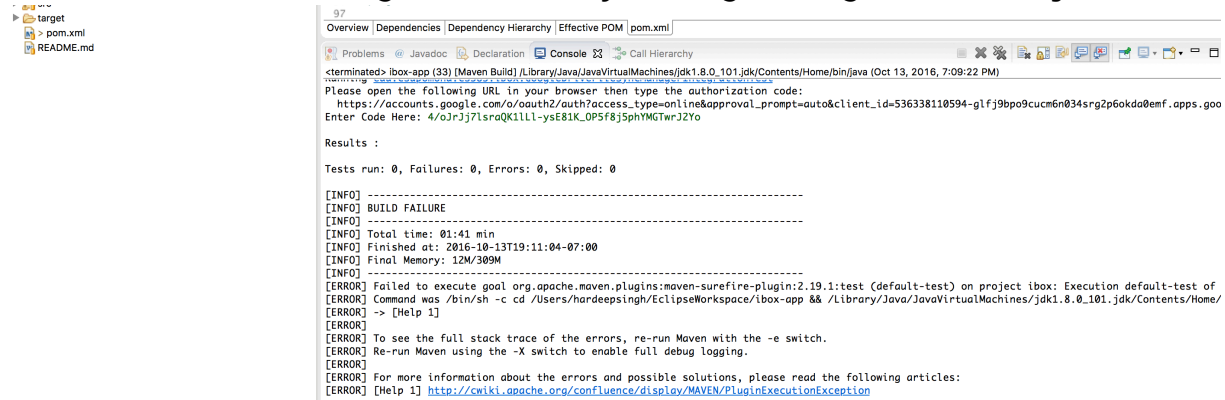 target
> pom.xml
README.md
97
Overview Dependencies Dependency Hierarchy Effective POM pom.xml
Problems @ Javadoc Declaration Console Call Hierarchy
<terminated> ibox-app (33) [Maven Build] /Library/Java/JavaVirtualMachines/jdk1.8.0_101.jdk/Contents/Home/bin/java (Oct 13, 2016, 7:09:22 PM)
Please open the following URL in your browser then type the authorization code:
https://accounts.google.com/o/oauth2/auth?access_type=online&approval_prompt=auto&client_id=536338110594-glfj9bpo9cucm6n034srg2p6okda0emf.apps.goo
Enter Code Here: 4/oJrJj7lsraQK1lLl-ysE81K_OP5f8j5phYMGTwrJ2Yo
Results :
Tests run: 0, Failures: 0, Errors: 0, Skipped: 0
[INFO] ------------------------------------------------------------------------
[INFO] BUILD FAILURE
[INFO] ------------------------------------------------------------------------
[INFO] Total time: 01:41 min
[INFO] Finished at: 2016-10-13T19:11:04-07:00
[INFO] Final Memory: 12M/309M
[INFO] ------------------------------------------------------------------------
[ERROR] Failed to execute goal org.apache.maven.plugins:maven-surefire-plugin:2.19.1:test (default-test) on project ibox: Execution default-test of
[ERROR] Command was /bin/sh -c cd /Users/hardeepsingh/EclipseWorkspace/ibox-app && /Library/Java/JavaVirtualMachines/jdk1.8.0_101.jdk/Contents/Home/
[ERROR] -> [Help 1]
[ERROR]
[ERROR] To see the full stack trace of the errors, re-run Maven with the -e switch.
[ERROR] Re-run Maven using the -X switch to enable full debug logging.
[ERROR]
[ERROR] For more information about the errors and possible solutions, please read the following articles:
[ERROR] [Help 1] http://cwiki.apache.org/confluence/display/MAVEN/PluginExecutionException